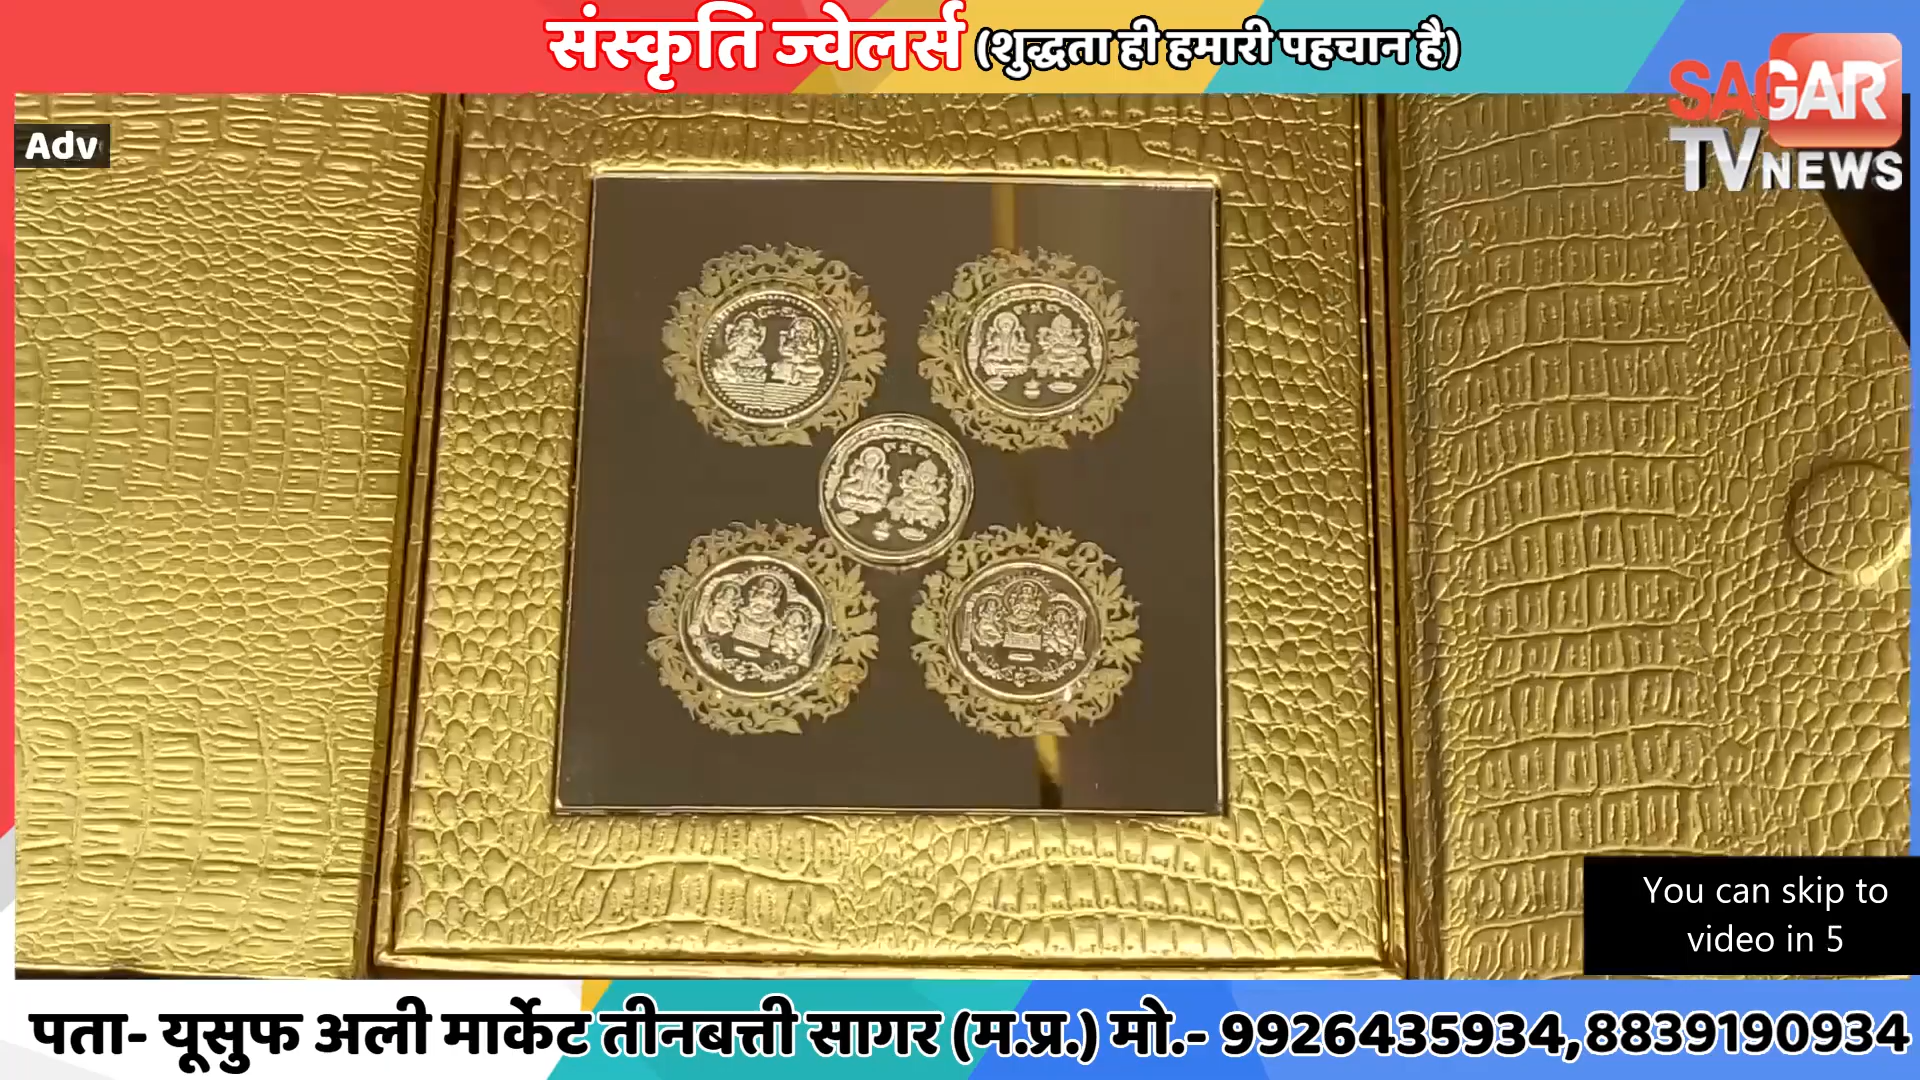 संस्कृति ज्वेलर्स (शुद्धता ही हमारी पहचान है)
SAGAR
TV NEWS
Adv
You can skip to
video in 5
पता- यूसुफ अली मार्केट तीनबत्ती सागर (म.प्र.) मो.- 9926435934,8839190934